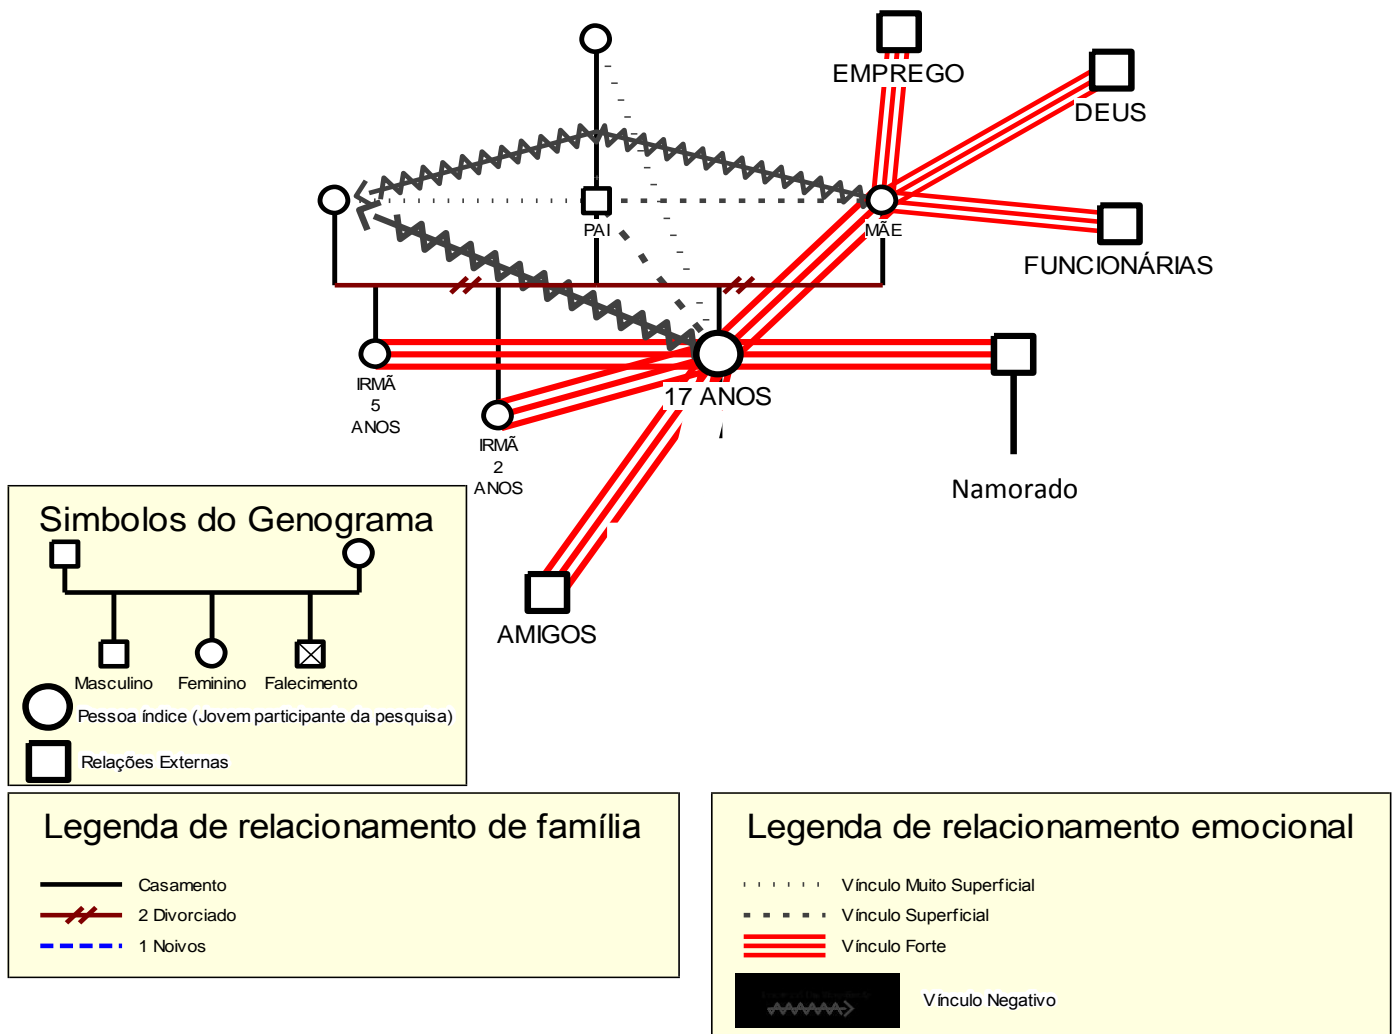 EMPREGO
DEUS
PAI
MÃE
FUNCIONÁRIAS
IRMÃ
5
ANOS
17 ANOS
IRMÃ
2
ANOS
Namorado
AMIGOS
Simbolos do Genograma
Masculino Feminino Falecimento
Pessoa índice (Jovem participante da pesquisa)
Relações Externas
Legenda de relacionamento de família
Casamento
2 Divorciado
1 Noivos
Legenda de relacionamento emocional
Vínculo Muito Superficial
Vínculo Superficial
Vínculo Forte
Vínculo Negativo